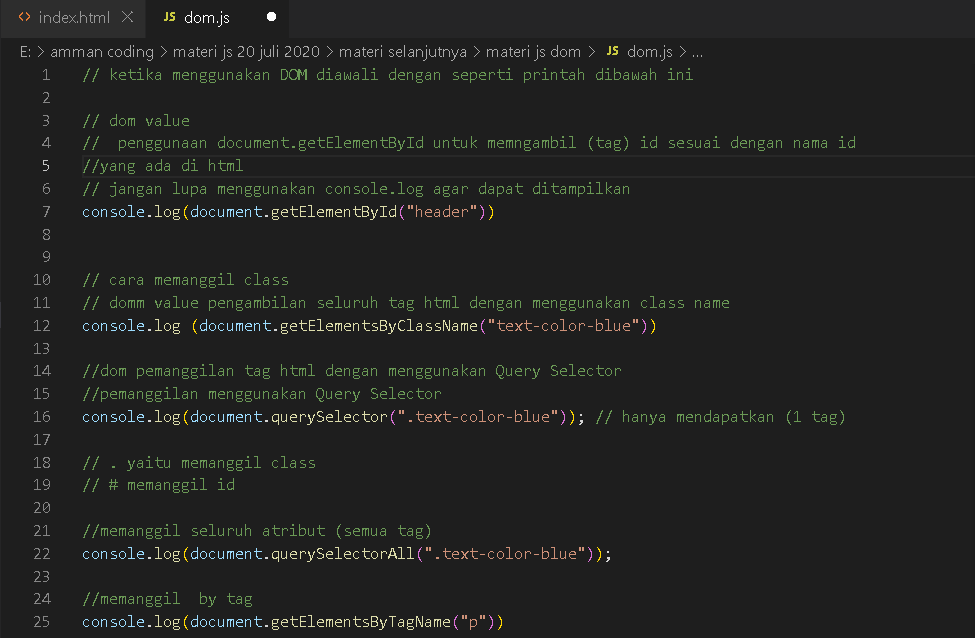 <> index.html × JS dom.js ●
E: > amman coding > materi js 20 juli 2020 > materi selanjutnya > materi js dom > JS dom.js > ...
1 // ketika menggunakan DOM diawali dengan seperti printah dibawah ini
2
3 // dom value
4 //  penggunaan document.getElementById untuk memngambil (tag) id sesuai dengan nama id
5 //yang ada di html
6 // jangan lupa menggunakan console.log agar dapat ditampilkan
7 console.log(document.getElementById("header"))
8
9
10 // cara memanggil class
11 // domm value pengambilan seluruh tag html dengan menggunakan class name
12 console.log (document.getElementsByClassName("text-color-blue"))
13
14 //dom pemanggilan tag html dengan menggunakan Query Selector
15 //pemanggilan menggunakan Query Selector
16 console.log(document.querySelector(".text-color-blue")); // hanya mendapatkan (1 tag)
17
18 // . yaitu memanggil class
19 // # memanggil id
20
21 //memanggil seluruh atribut (semua tag)
22 console.log(document.querySelectorAll(".text-color-blue"));
23
24 //memanggil  by tag
25 console.log(document.getElementsByTagName("p"))